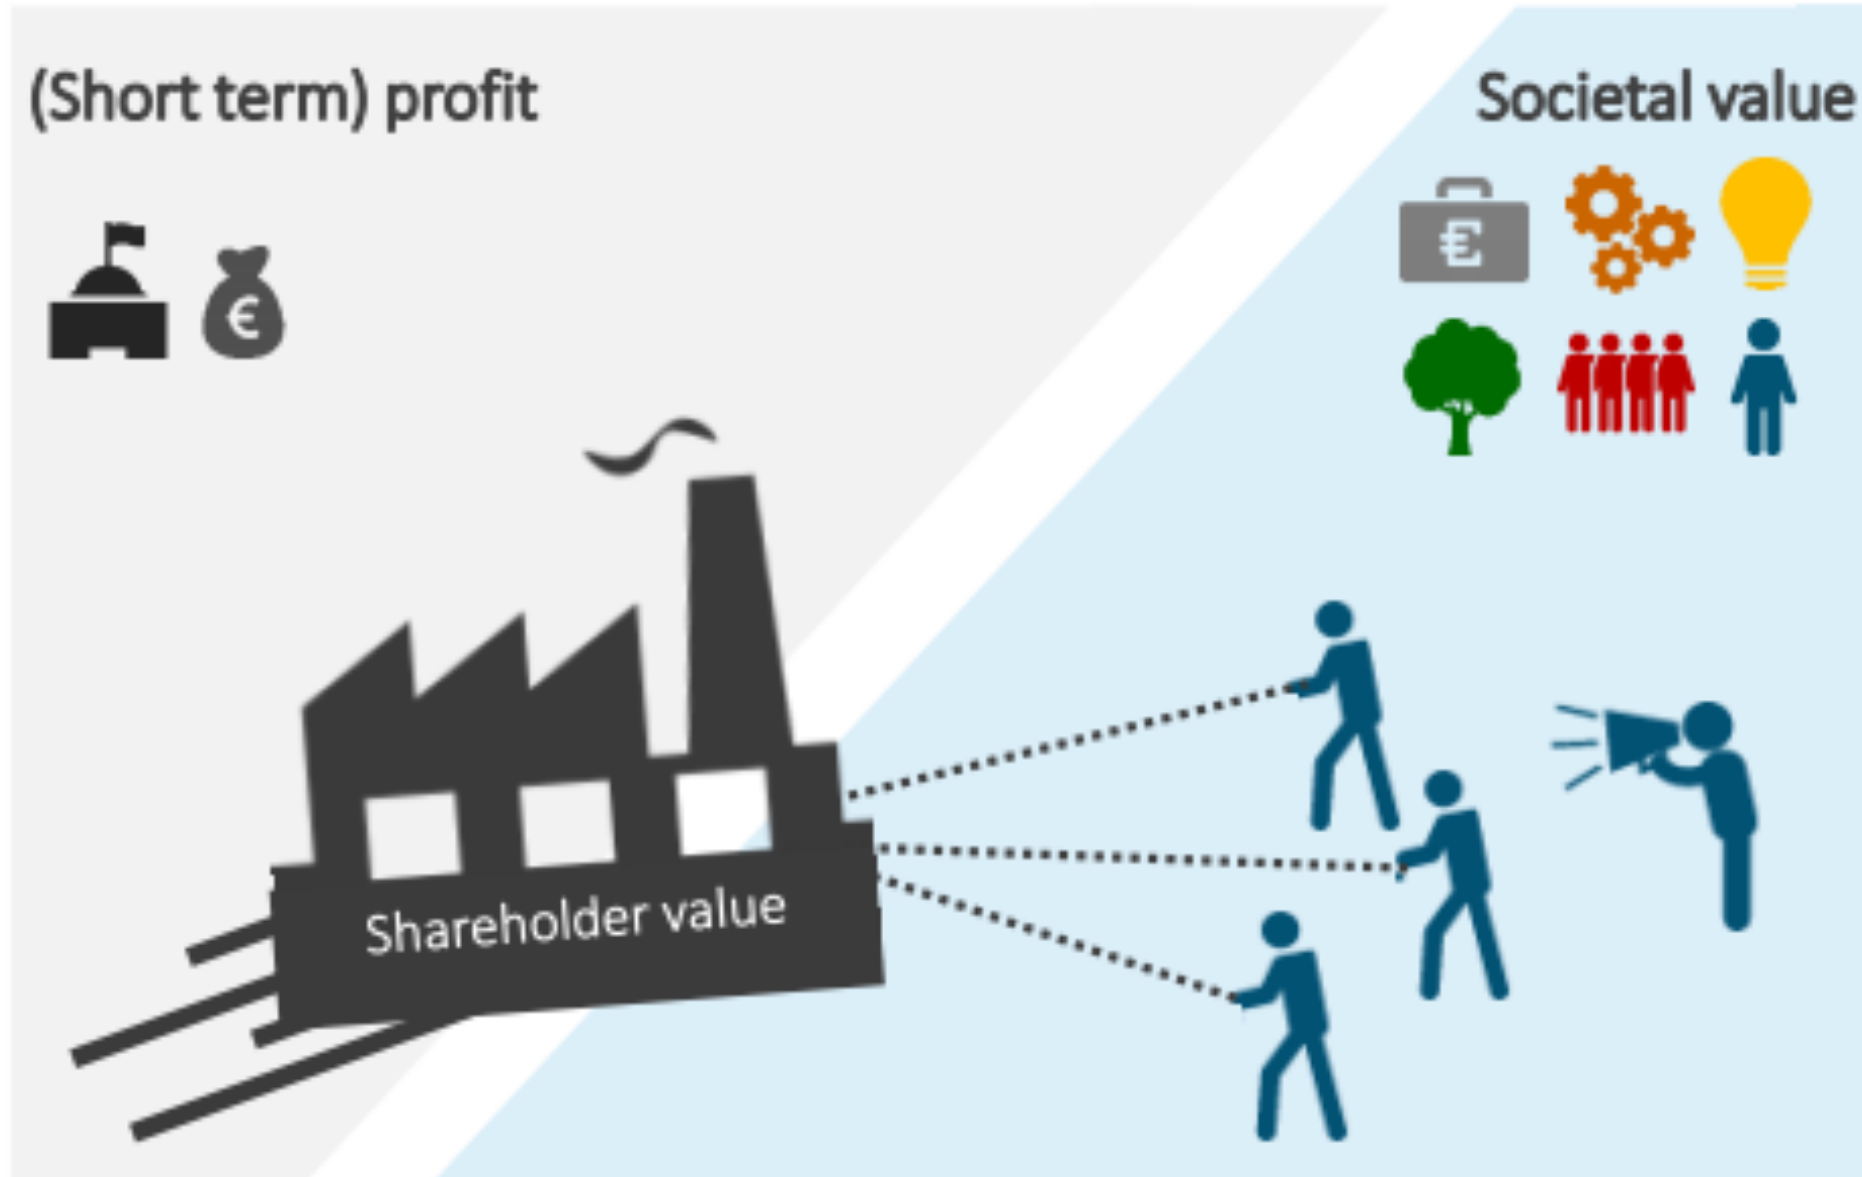 (Short term) profit
Societal value
€
€
Shareholder value